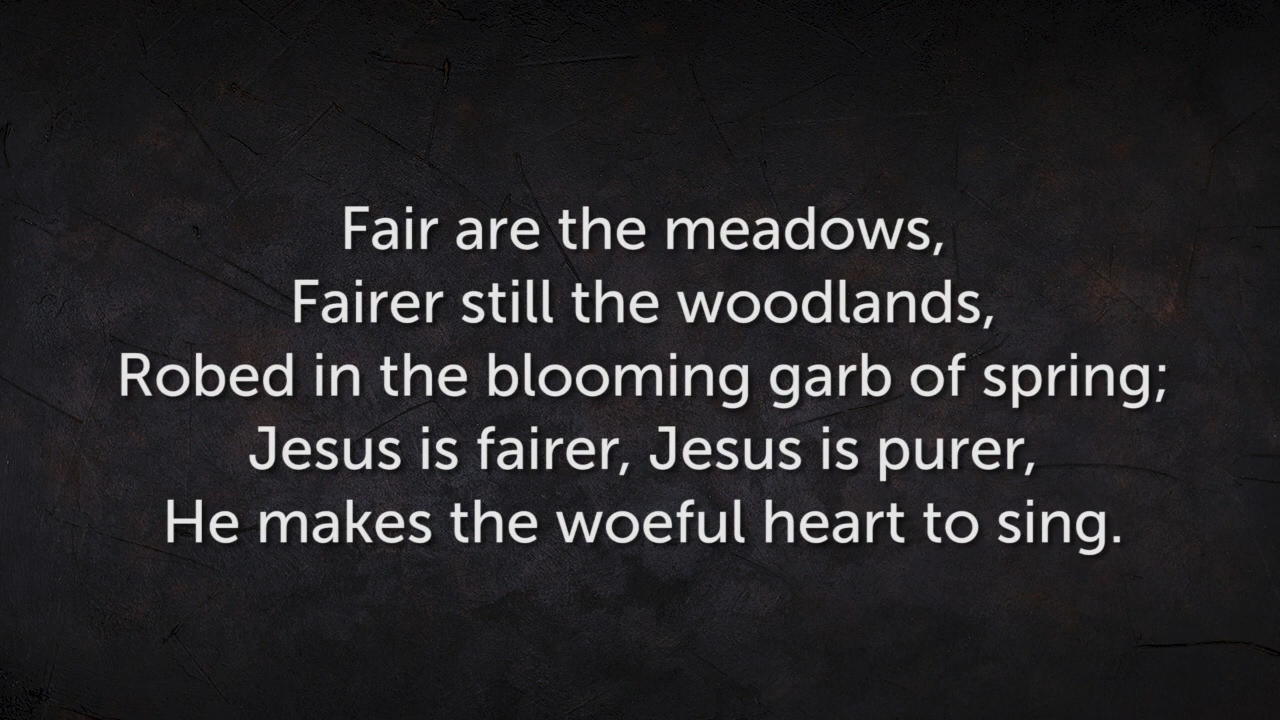 Fair are the meadows,
Fairer still the woodlands,
Robed in the blooming garb of spring;
Jesus is fairer, Jesus is purer,
He makes the woeful heart to sing.